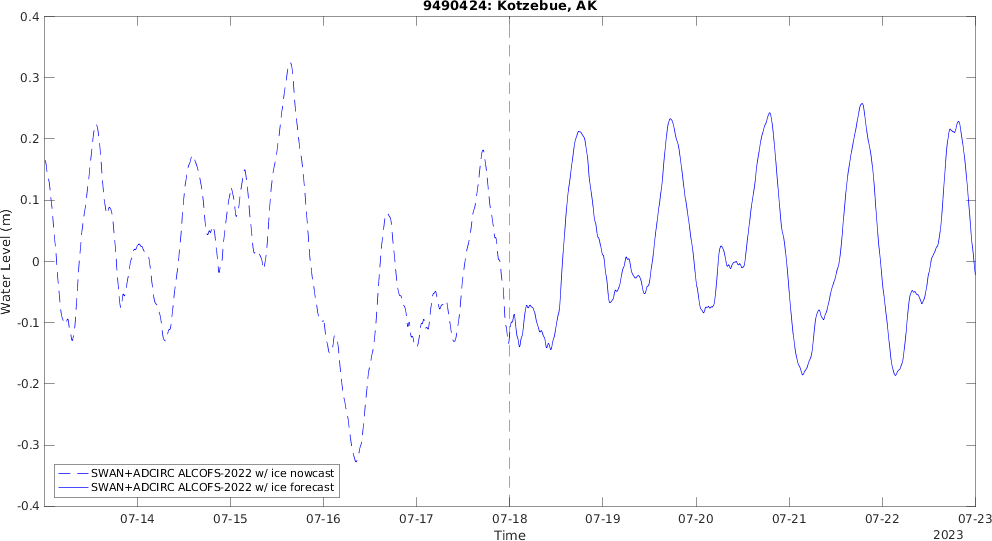 9490424: Kotzebue, AK
0.4
0.3
0.2
0.1
0
-0.1
-0.2
-0.3
-0.4
Water Level (m)
SWAN+ADCIRC ALCOFS-2022 w/ ice nowcast
SWAN+ADCIRC ALCOFS-2022 w/ ice forecast
07-14 07-15 07-16 07-17 07-18 07-19 07-20 07-21 07-22 07-23
Time
2023